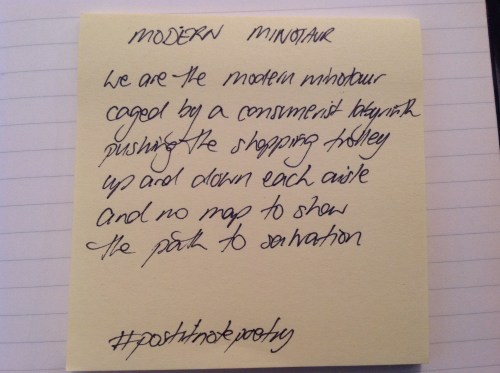 MODERN MINOTAUR
we are the modern minotaur
caged by a consumerist labyrinth
pushing the shopping trolley
up and down each aisle
and no map to show
the path to salvation
#postitnotepoetry